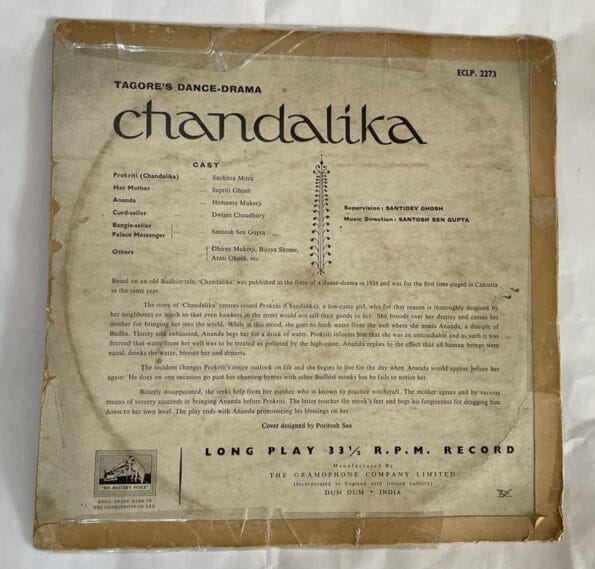 ECLP. 2273
TAGORE'S DANCE-DRAMA
chandalika
CAST
Prokriti (Chandalika) ... Suchitra Mitra
Her Mother ... ... Supriti Ghosh
Ananda ... ... Hemanta Mukerji
Curd-seller ... ... Dwijen Choudhury
Bangle-seller
Palace Messenger } ... Santosh Sen Gupta
Others ... ... { Dhiren Mukerji, Bijoya Shome,
Arati Ghosh, etc.
Supervision : SANTIDEV GHOSH
Music Direction : SANTOSH SEN GUPTA
Based on an old Budhist tale, 'Chandalika' was published in the form of a dance-drama in 1938 and was for the first time staged in Calcutta
in the same year.
The story of 'Chandalika' centres round Prokriti (Chandalika), a low-caste girl, who for that reason is thoroughly despised by
her neighbours so much so that even hawkers in the street would not sell their goods to her. She broods over her destiny and curses her
mother for bringing her into the world. While in this mood, she goes to fetch water from the well where she meets Ananda, a disciple of
Budha. Thirsty and exhausted, Ananda begs her for a drink of water. Prokriti informs him that she was an untouchable and as such it was
decreed that water from her well was to be treated as polluted by the high-caste. Ananda replies to the effect that all human beings were
equal, drinks the water, blesses her and departs.
The incident changes Prokriti's entire outlook on life and she begins to live for the day when Ananda would appear before her
again. He does on one occasion go past her chanting hymns with other Budhist monks but he fails to notice her.
Bitterly disappointed, she seeks help from her mother who is known to practise witchcraft. The mother agrees and by various
means of sorcery succeeds in bringing Ananda before Prokriti. The latter touches the monk's feet and begs his forgiveness for dragging him
down to her own level. The play ends with Ananda pronouncing his blessings on her.
Cover designed by Poritosh Sen
LONG PLAY 33 1/3 R.P.M. RECORD
Manufactured By
THE GRAMOPHONE COMPANY LIMITED
(Incorporated in England with limited liability)
DUM DUM • INDIA
"HIS MASTER'S VOICE"
REGD. TRADE MARK OF
THE GRAMOPHONE CO LTD